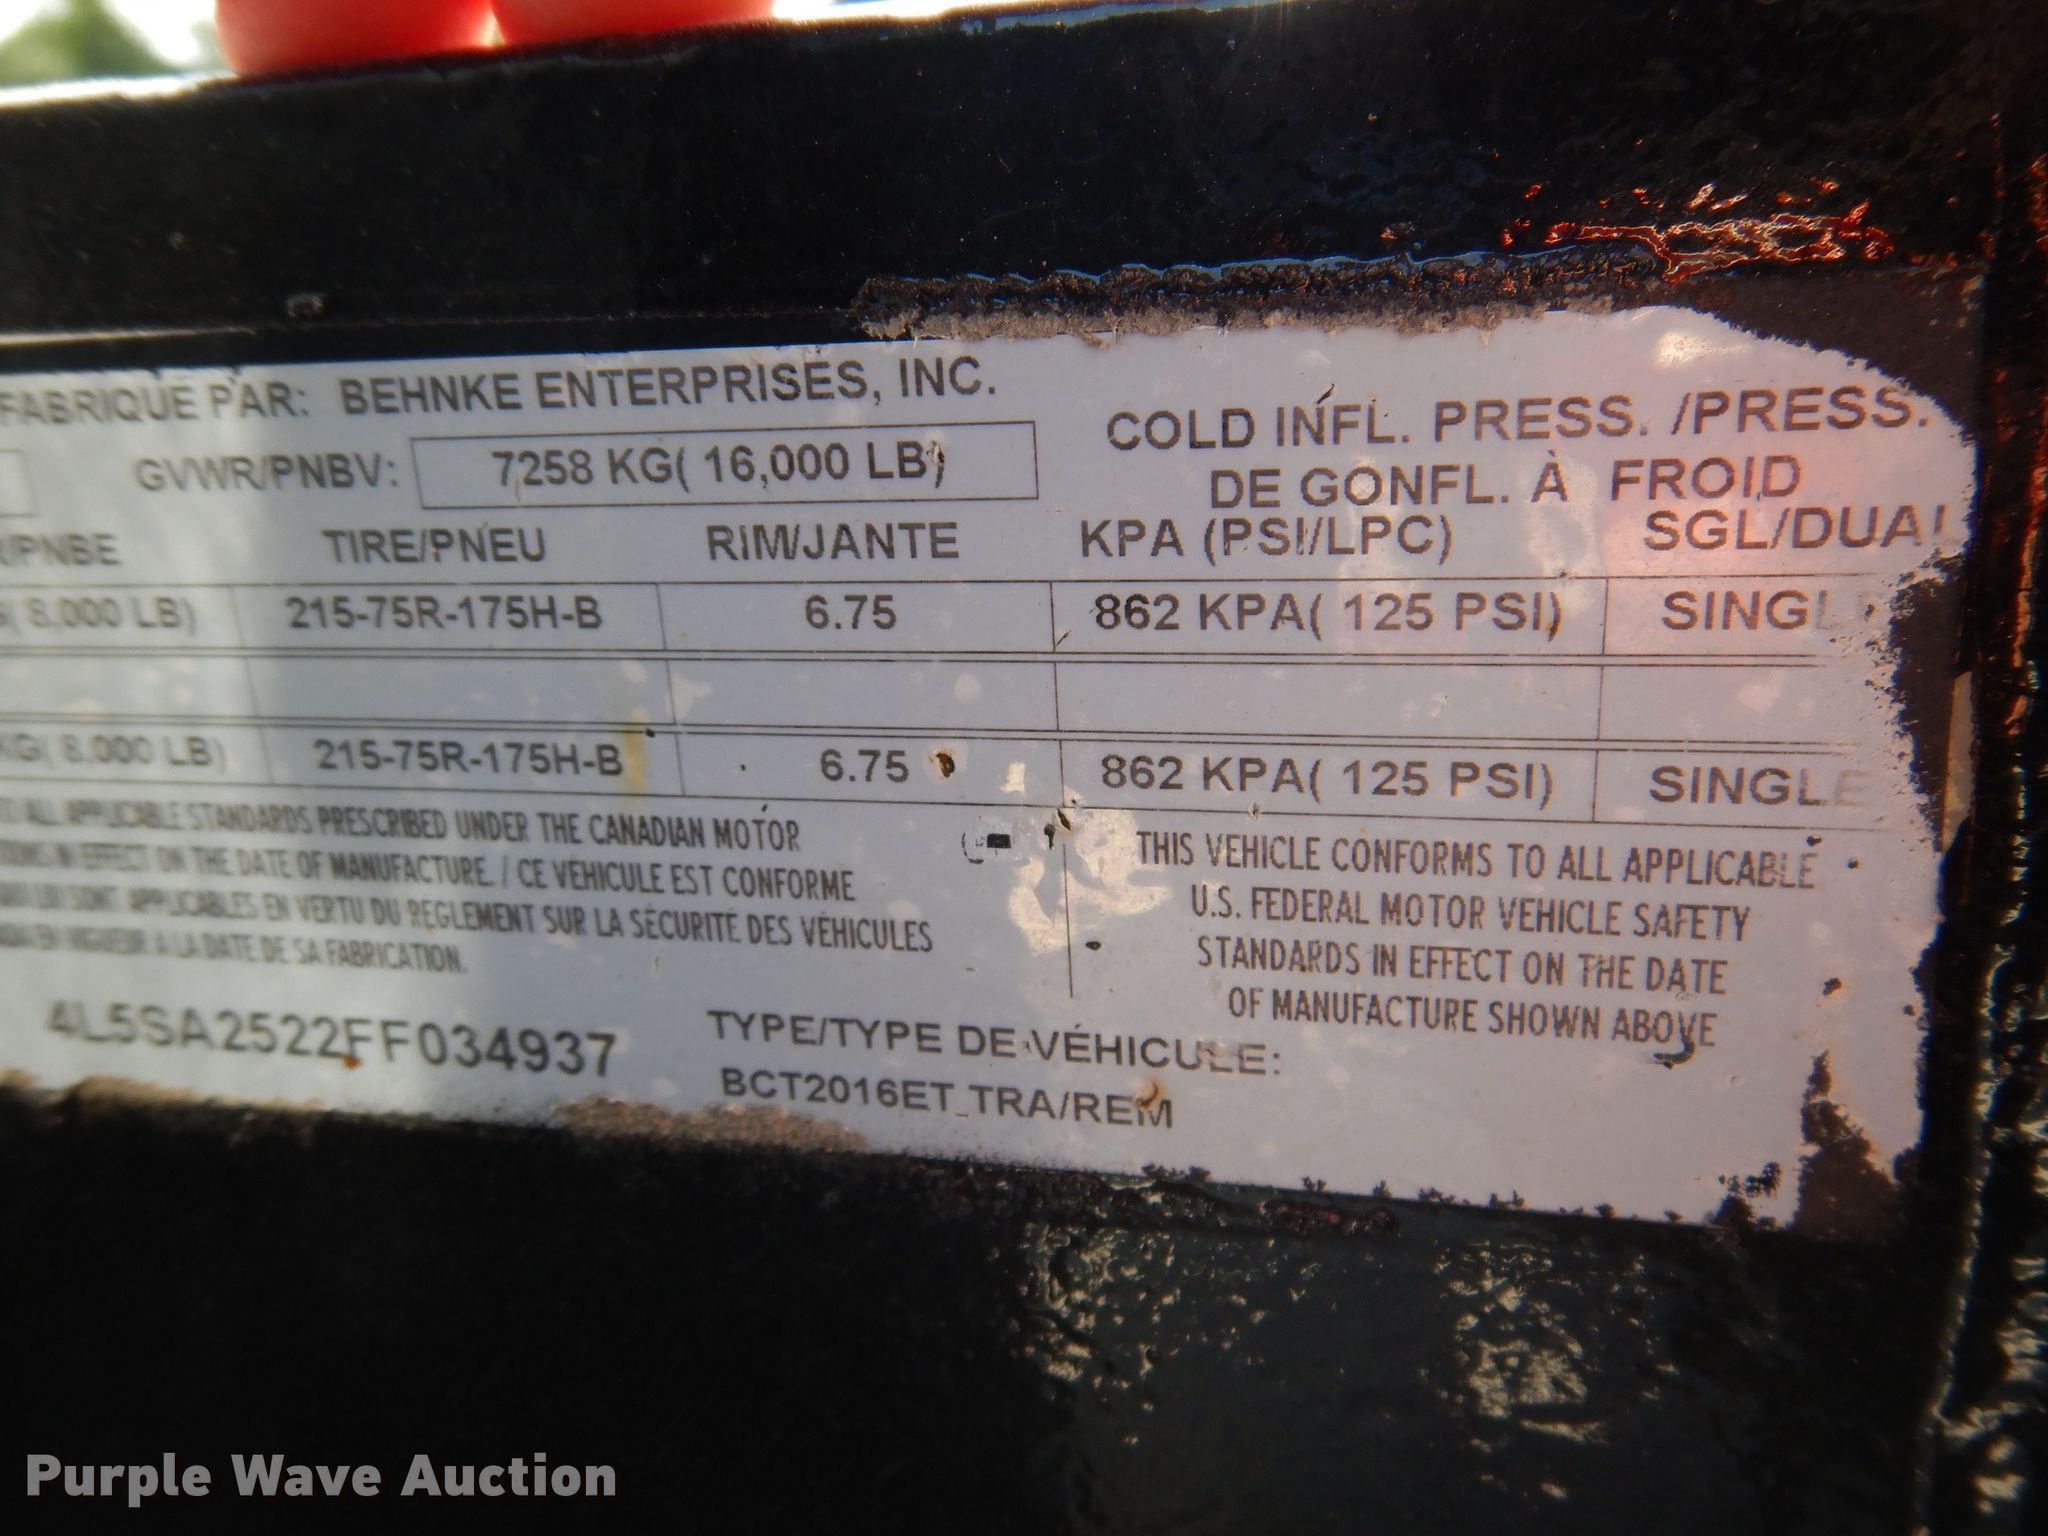 FABRIQUÉ PAR: BEHNKE ENTERPRISES, INC.
GVWR/PNBV: 7258 KG( 16,000 LB)
COLD INFL. PRESS. /PRESS.
DE GONFL. À FROID
/PNBE TIRE/PNEU RIM/JANTE KPA (PSI/LPC) SGL/DUAL
( 8.000 LB) 215-75R-175H-B 6.75 862 KPA( 125 PSI) SINGLE
KG( 8.000 LB) 215-75R-175H-B 6.75 862 KPA( 125 PSI) SINGLE
ALL APPLICABLE STANDARDS PRESCRIBED UNDER THE CANADIAN MOTOR
IN EFFECT ON THE DATE OF MANUFACTURE. / CE VÉHICULE EST CONFORME
LUI SONT APPLICABLES EN VERTU DU RÈGLEMENT SUR LA SÉCURITÉ DES VÉHICULES
EN VIGUEUR À LA DATE DE SA FABRICATION.
THIS VEHICLE CONFORMS TO ALL APPLICABLE
U.S. FEDERAL MOTOR VEHICLE SAFETY
STANDARDS IN EFFECT ON THE DATE
OF MANUFACTURE SHOWN ABOVE
4L5SA2522FF034937
TYPE/TYPE DE VÉHICULE:
BCT2016ET_TRA/REM
Purple Wave Auction